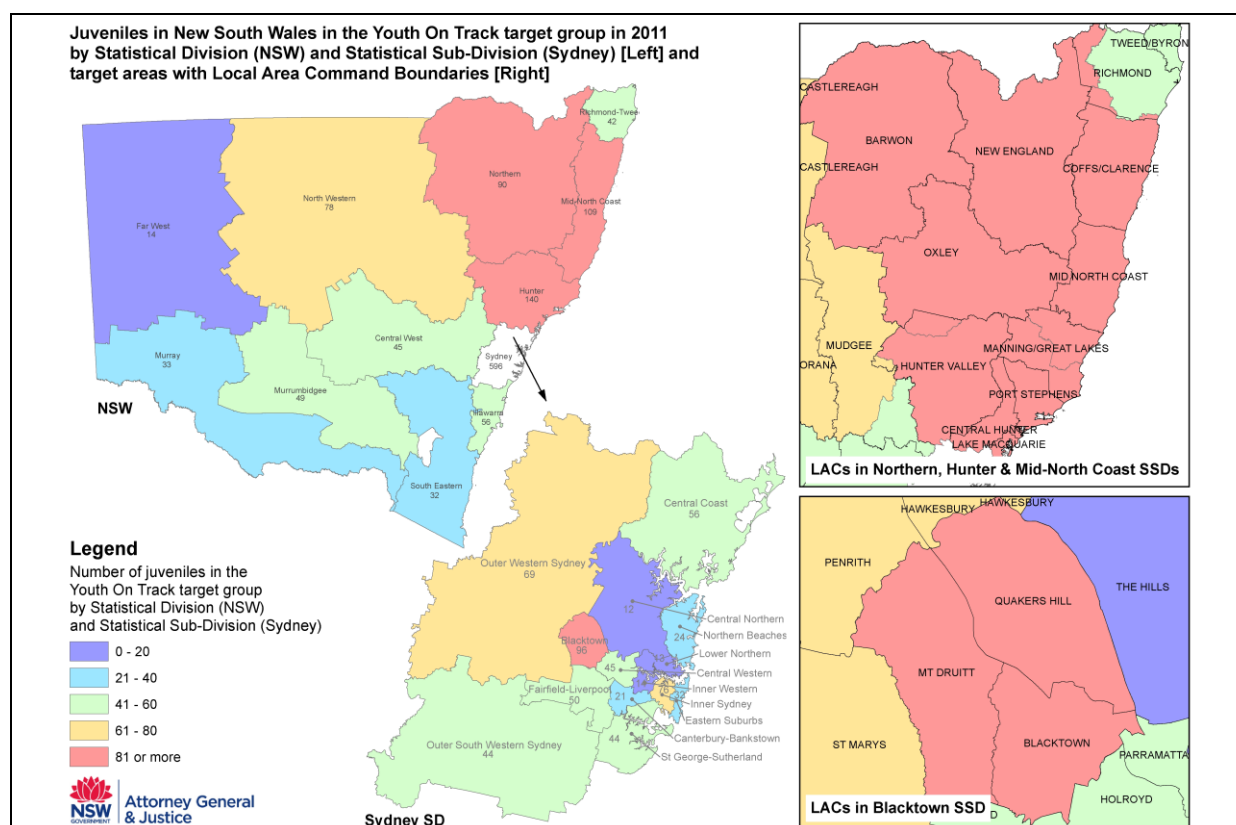 Juveniles in New South Wales in the Youth On Track target group in 2011
by Statistical Division (NSW) and Statistical Sub-Division (Sydney) [Left] and
target areas with Local Area Command Boundaries [Right]
Richmond-Twee
42
Northern
90
Mid-North Coast
109
North Western
78
Far West
14
Hunter
140
Central West
45
Sydney
596
Murray
33
Murrumbidgee
49
Illawarra
56
NSW
South Eastern
32
Legend
Number of juveniles in the
Youth On Track target group
by Statistical Division (NSW)
and Statistical Sub-Division (Sydney)
0 - 20
21 - 40
41 - 60
61 - 80
81 or more
NSW
GOVERNMENT
Attorney General
& Justice
Central Coast
56
Outer Western Sydney
69
12
Central Northern
Northern Beaches
24
Lower Northern
Blacktown
96
Central Western
45
Fairfield-Liverpool
50
Inner Western
21
Inner Sydney
Eastern Suburbs
Canterbury-Bankstown
St George-Sutherland
44
Outer South Western Sydney
44
Sydney SD
TWEED/BYRON
RICHMOND
CASTLEREAGH
BARWON
NEW ENGLAND
CASTLEREAGH
COFFS/CLARENCE
OXLEY
MID NORTH COAST
MUDGEE
MANNING/GREAT LAKES
ORANA
HUNTER VALLEY
PORT STEPHENS
CENTRAL HUNTER
LAKE MACQUARIE
LACs in Northern, Hunter & Mid-North Coast SSDs
HAWKESBURY
HAWKESBURY
PENRITH
THE HILLS
QUAKERS HILL
MT DRUITT
ST MARYS
BLACKTOWN
PARRAMATTA
HOLROYD
LACs in Blacktown SSD